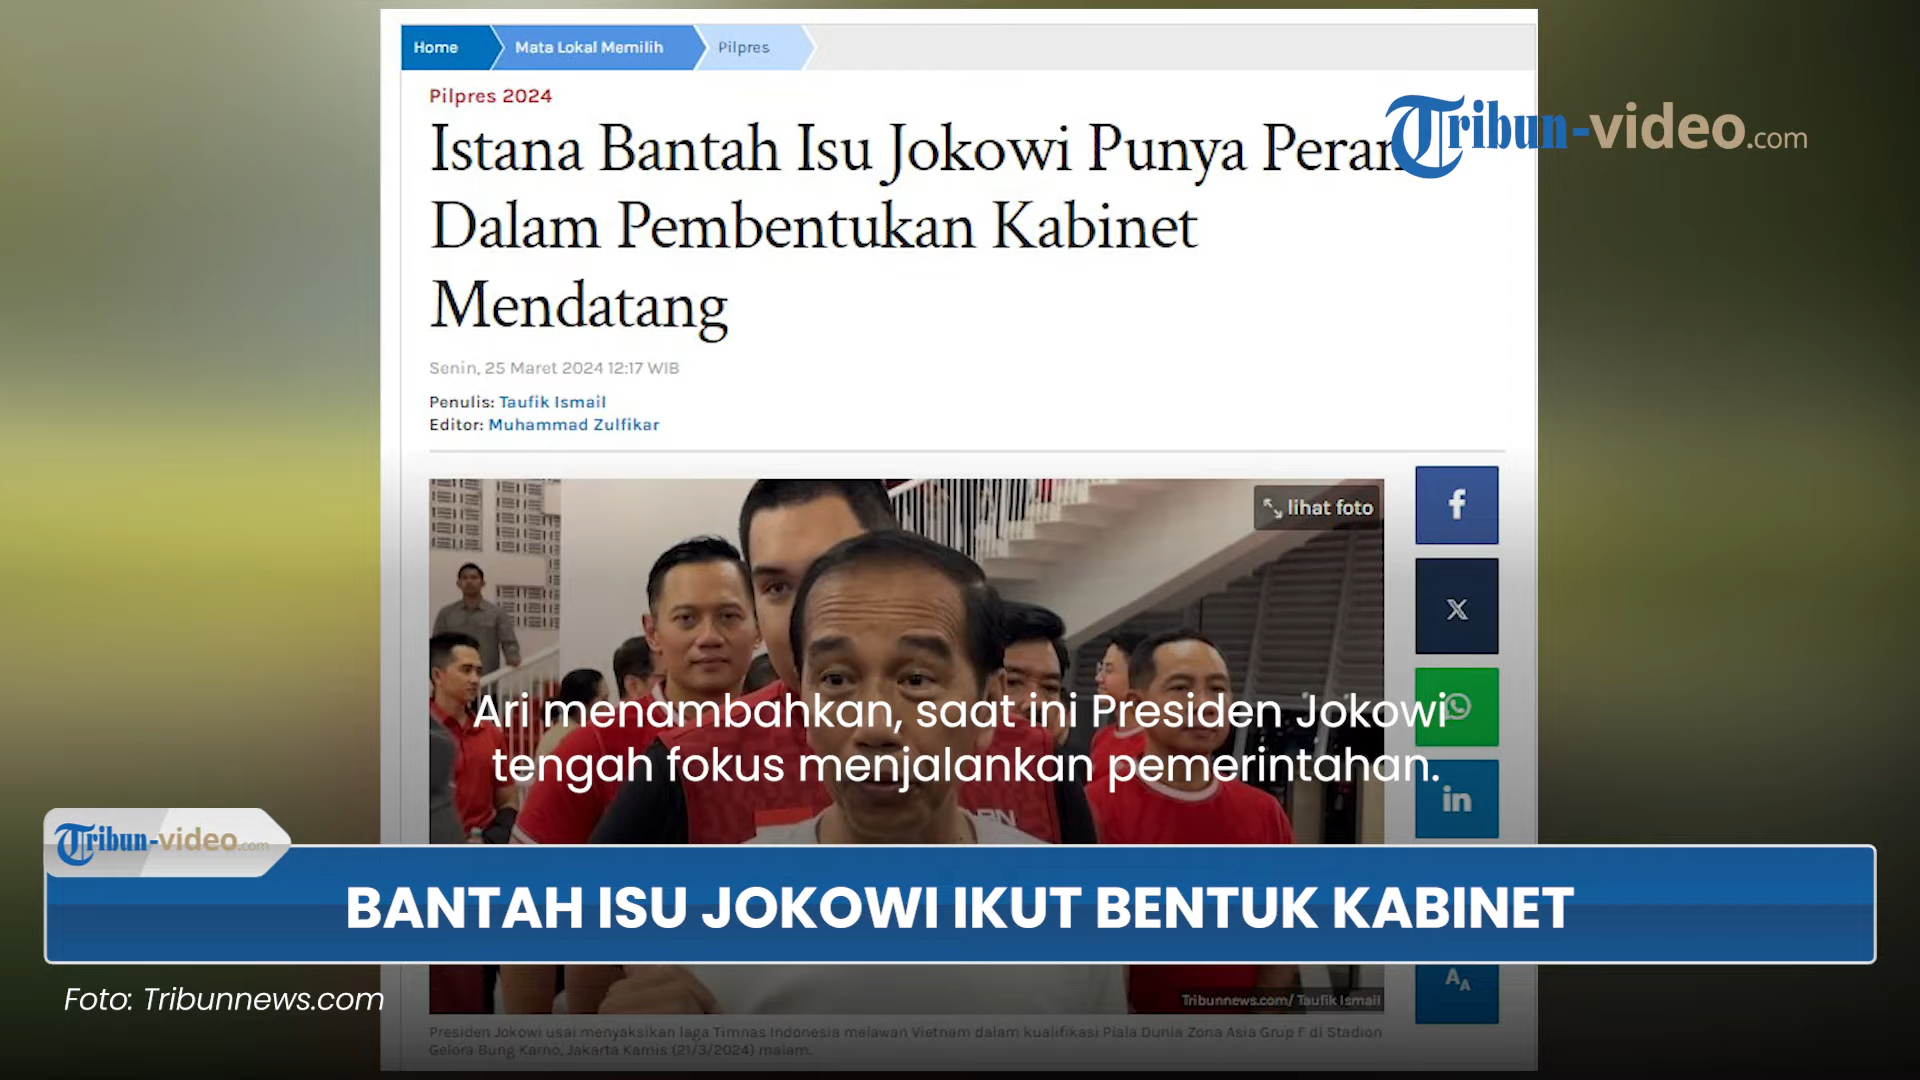 Home
Mata Lokal Memilih
Pilpres
Pilpres 2024
Tribun-video.com
Istana Bantah Isu Jokowi Punya Peran
Dalam Pembentukan Kabinet
Mendatang
Senin, 25 Maret 2024 12:17 WIB
Penulis: Taufik Ismail
Editor: Muhammad Zulfikar
lihat foto
f
X
Ari menambahkan, saat ini Presiden Jokowi
tengah fokus menjalankan pemerintahan.
in
Tribun-video.com
BANTAH ISU JOKOWI IKUT BENTUK KABINET
AA
Foto: Tribunnews.com
Tribunnews.com/ Taufik Ismail
Presiden Jokowi usai menyaksikan laga Timnas Indonesia melawan Vietnam dalam kualifikasi Piala Dunia Zona Asia Grup F di Stadion
Gelora Bung Karno, Jakarta Kamis (21/3/2024) malam.